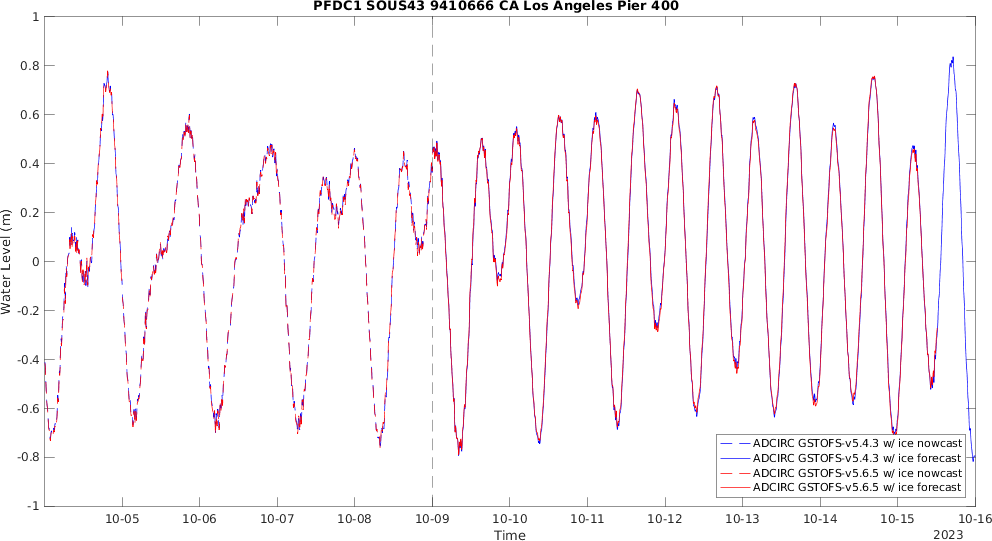 PFDC1 SOUS43 9410666 CA Los Angeles Pier 400
1
0.8
0.6
0.4
0.2
0
-0.2
-0.4
-0.6
-0.8
-1
Water Level (m)
ADCIRC GSTOFS-v5.4.3 w/ ice nowcast
ADCIRC GSTOFS-v5.4.3 w/ ice forecast
ADCIRC GSTOFS-v5.6.5 w/ ice nowcast
ADCIRC GSTOFS-v5.6.5 w/ ice forecast
10-05 10-06 10-07 10-08 10-09 10-10 10-11 10-12 10-13 10-14 10-15 10-16
Time
2023